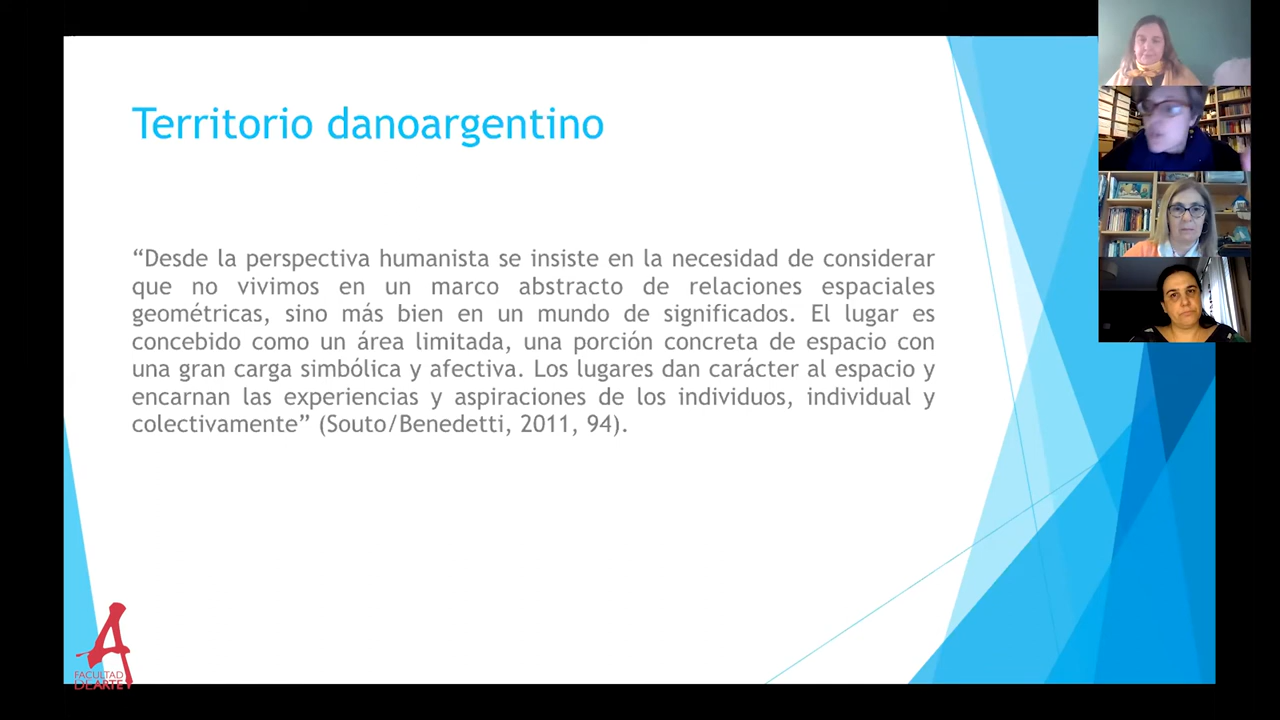 Territorio danoargentino
“Desde la perspectiva humanista se insiste en la necesidad de considerar
que no vivimos en un marco abstracto de relaciones espaciales
geométricas, sino más bien en un mundo de significados. El lugar es
concebido como un área limitada, una porción concreta de espacio con
una gran carga simbólica y afectiva. Los lugares dan carácter al espacio y
encarnan las experiencias y aspiraciones de los individuos, individual y
colectivamente” (Souto/Benedetti, 2011, 94).
FACULTAD
DE ARTE